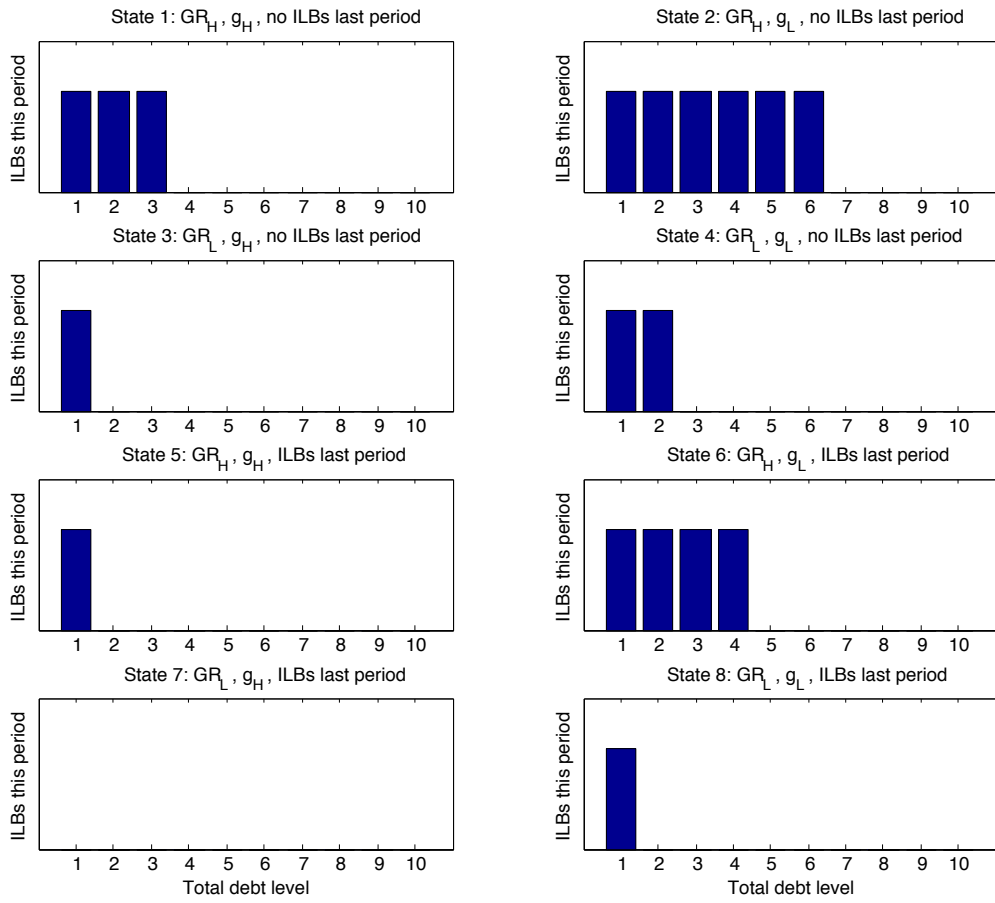 State 1: GR_H , g_H , no ILBs last period
ILBs this period
1 2 3 4 5 6 7 8 9 10
State 2: GR_H , g_L , no ILBs last period
ILBs this period
1 2 3 4 5 6 7 8 9 10
State 3: GR_L , g_H , no ILBs last period
ILBs this period
1 2 3 4 5 6 7 8 9 10
State 4: GR_L , g_L , no ILBs last period
ILBs this period
1 2 3 4 5 6 7 8 9 10
State 5: GR_H , g_H , ILBs last period
ILBs this period
1 2 3 4 5 6 7 8 9 10
State 6: GR_H , g_L , ILBs last period
ILBs this period
1 2 3 4 5 6 7 8 9 10
State 7: GR_L , g_H , ILBs last period
ILBs this period
1 2 3 4 5 6 7 8 9 10
Total debt level
State 8: GR_L , g_L , ILBs last period
ILBs this period
1 2 3 4 5 6 7 8 9 10
Total debt level